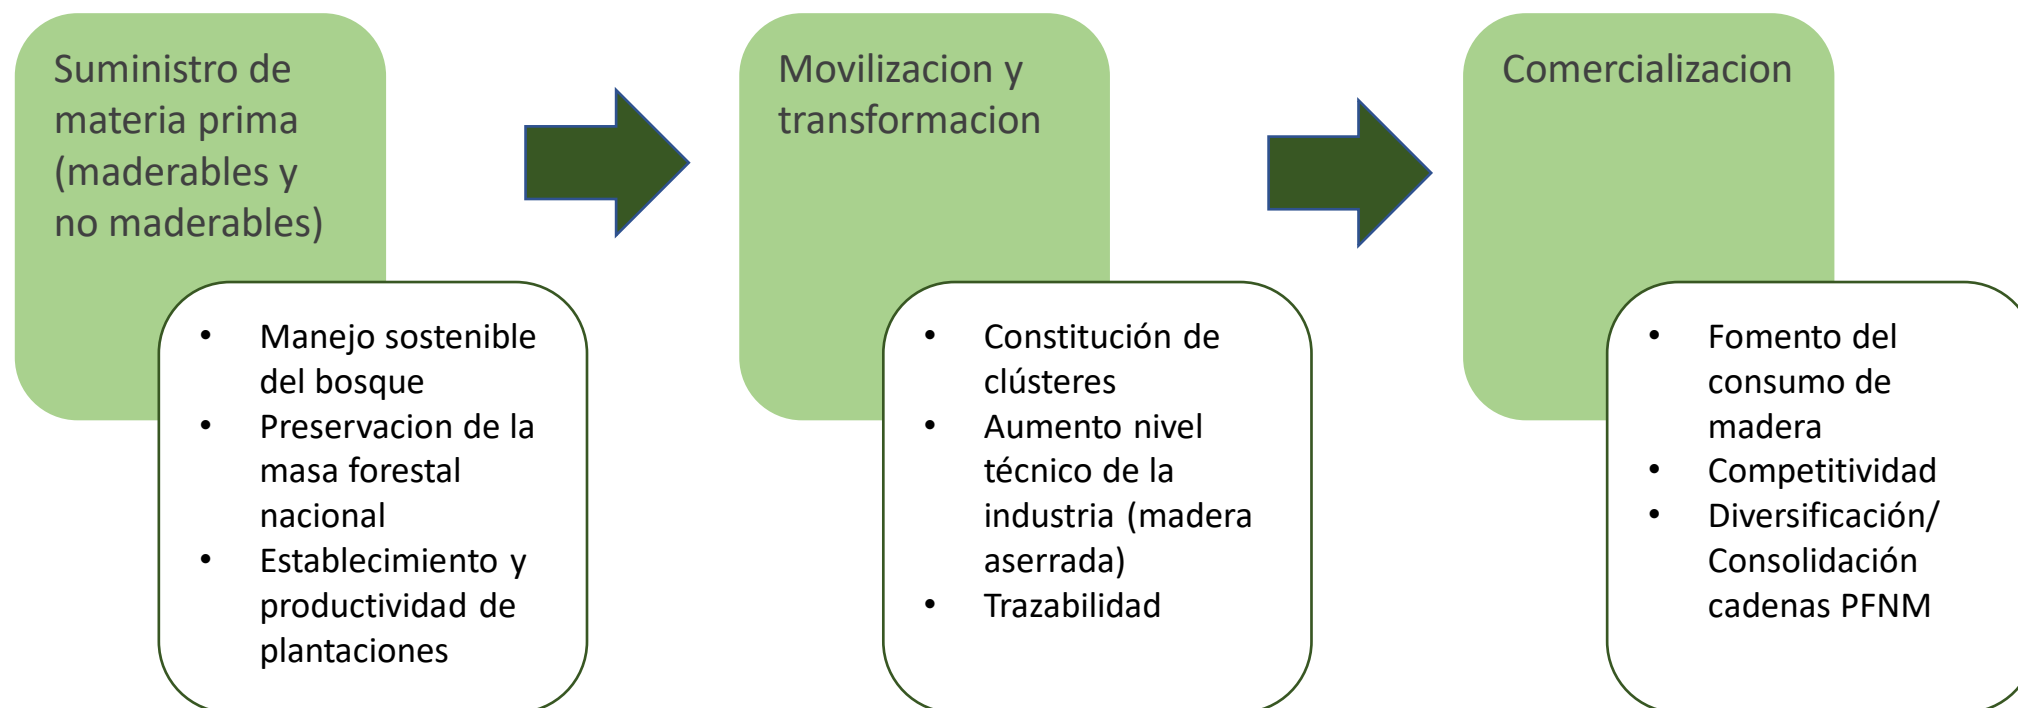 Suministro de
materia prima
(maderables y
no maderables)
• Manejo sostenible
del bosque
• Preservacion de la
masa forestal
nacional
• Establecimiento y
productividad de
plantaciones
Movilizacion y
transformacion
• Constitución de
clústeres
• Aumento nivel
técnico de la
industria (madera
aserrada)
• Trazabilidad
Comercializacion
• Fomento del
consumo de
madera
• Competitividad
• Diversificación/
Consolidación
cadenas PFNM